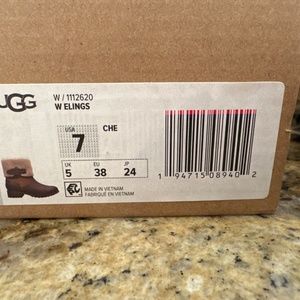 UGG
W / 1112620
W ELINGS
USA
7
CHE
UK
5
EU
38
JP
24
MADE IN VIETNAM
FABRIQUÉ EN VIETNAM
1 94715 08940 2